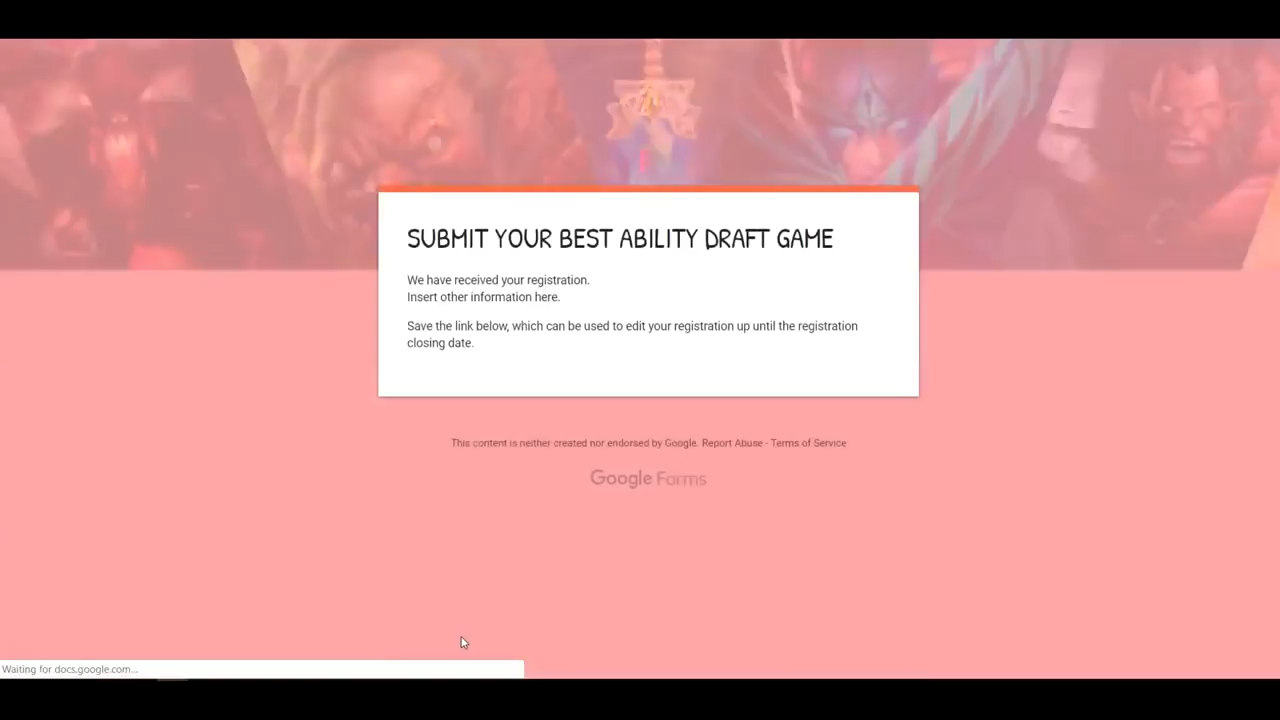 SUBMIT YOUR BEST ABILITY DRAFT GAME
We have received your registration.
Insert other information here.
Save the link below, which can be used to edit your registration up until the registration
closing date.
This content is neither created nor endorsed by Google. Report Abuse - Terms of Service
Google Forms
Waiting for docs.google.com...